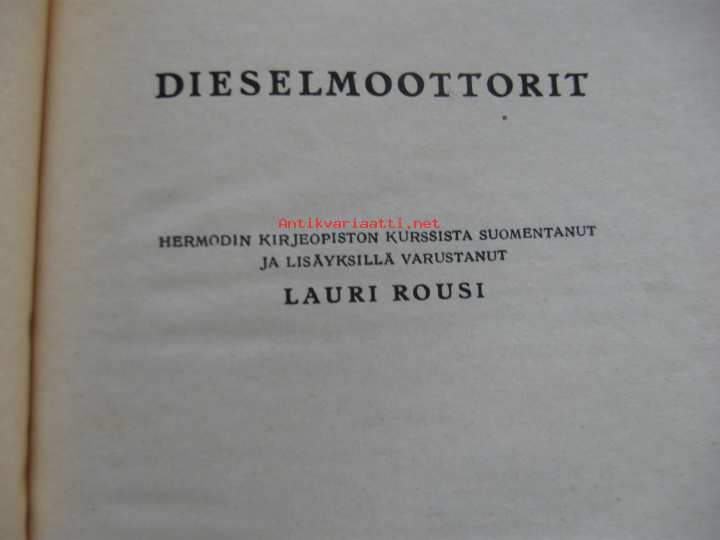 DIESELMOOTTORIT
Antikvariaatti.net
HERMODIN KIRJEOPISTON KURSSISTA SUOMENTANUT
JA LISÄYKSILLÄ VARUSTANUT
LAURI ROUSI